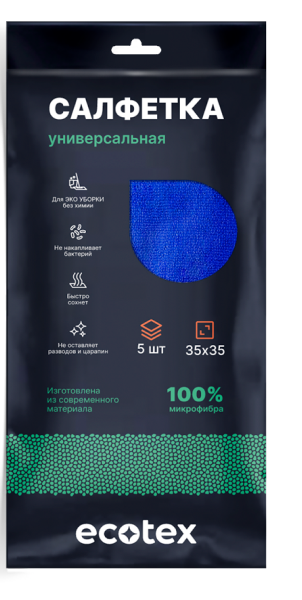 САЛФЕТКА
универсальная
Для ЭКО УБОРКИ
без химии
Не накапливает
бактерий
Быстро
сохнет
Не оставляет
разводов и царапин
5 шт
35x35
Изготовлена
из современного
материала
100%
микрофибра
ecotex